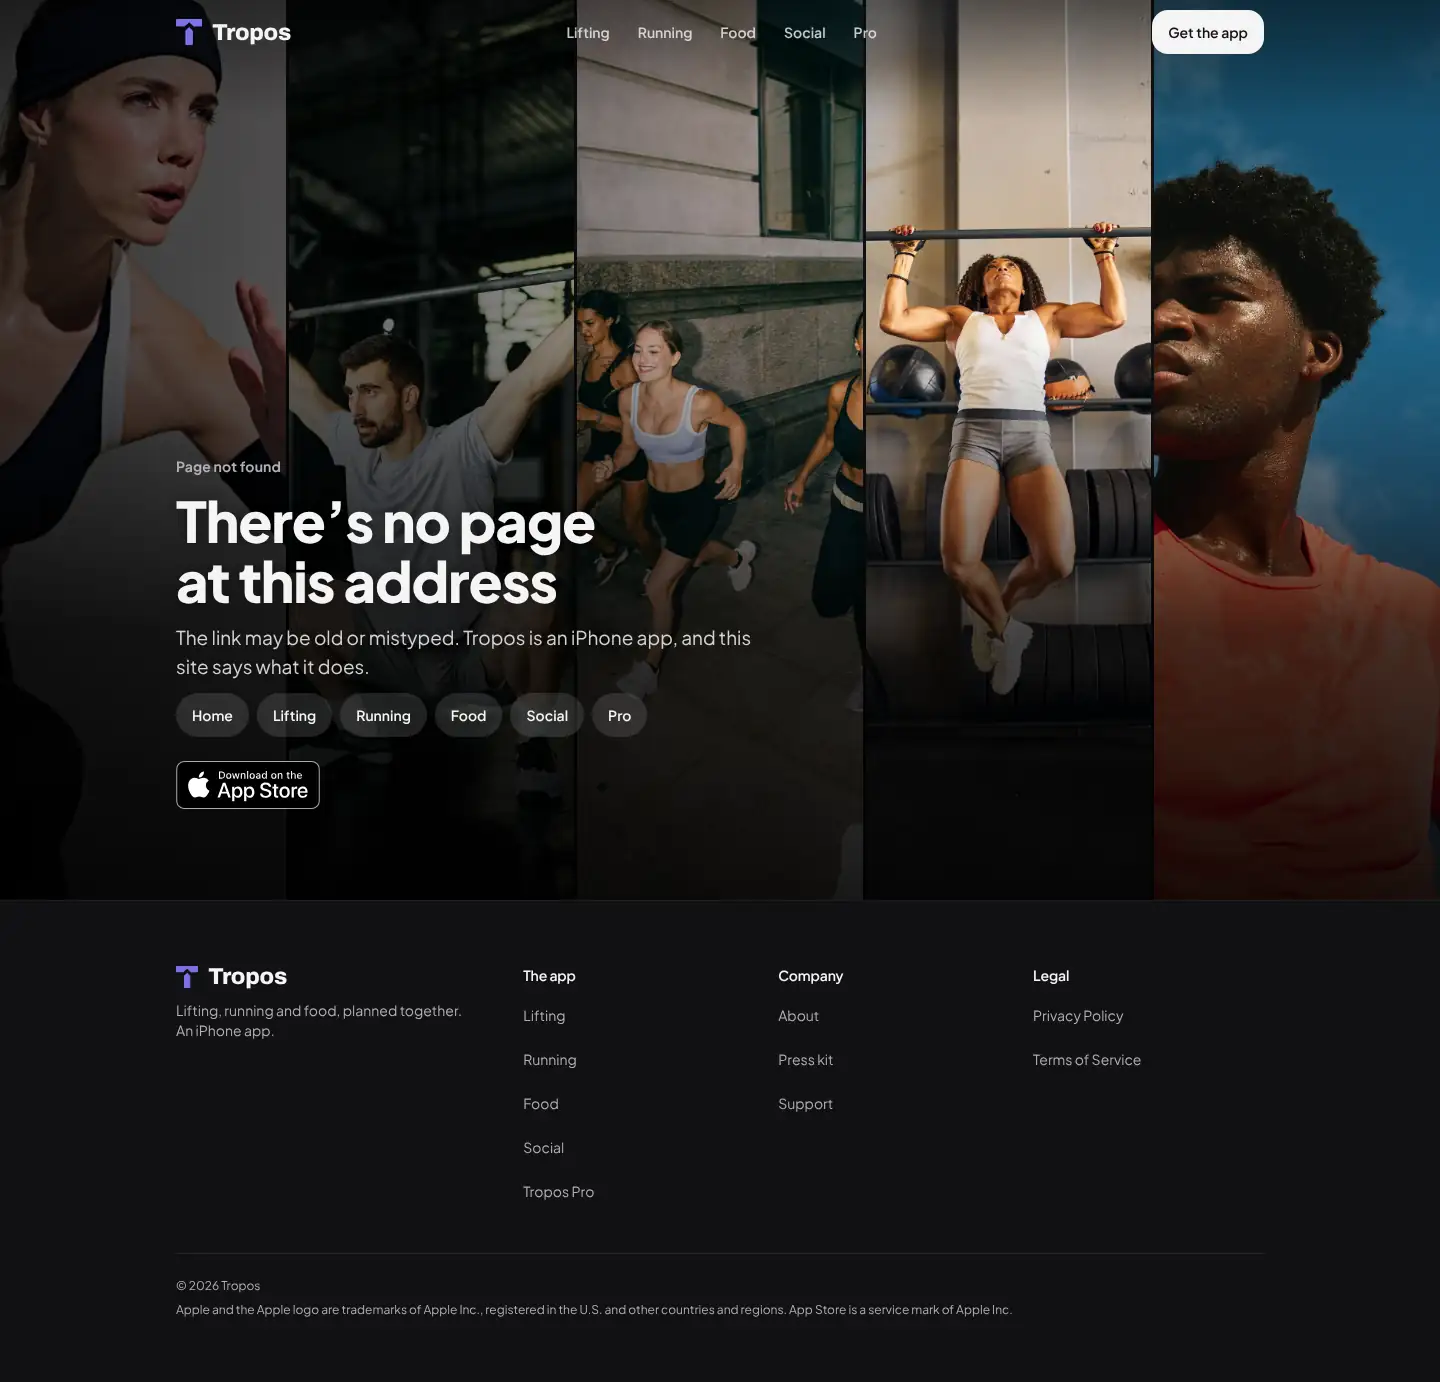 Tropos
Lifting
Running
Food
Social
Pro
Get the app
Page not found
There’s no page
at this address
The link may be old or mistyped. Tropos is an iPhone app, and this
site says what it does.
Home
Lifting
Running
Food
Social
Pro
Download on the
App Store
Tropos
Lifting, running and food, planned together.
An iPhone app.
The app
Lifting
Running
Food
Social
Tropos Pro
Company
About
Press kit
Support
Legal
Privacy Policy
Terms of Service
© 2026 Tropos
Apple and the Apple logo are trademarks of Apple Inc., registered in the U.S. and other countries and regions. App Store is a service mark of Apple Inc.